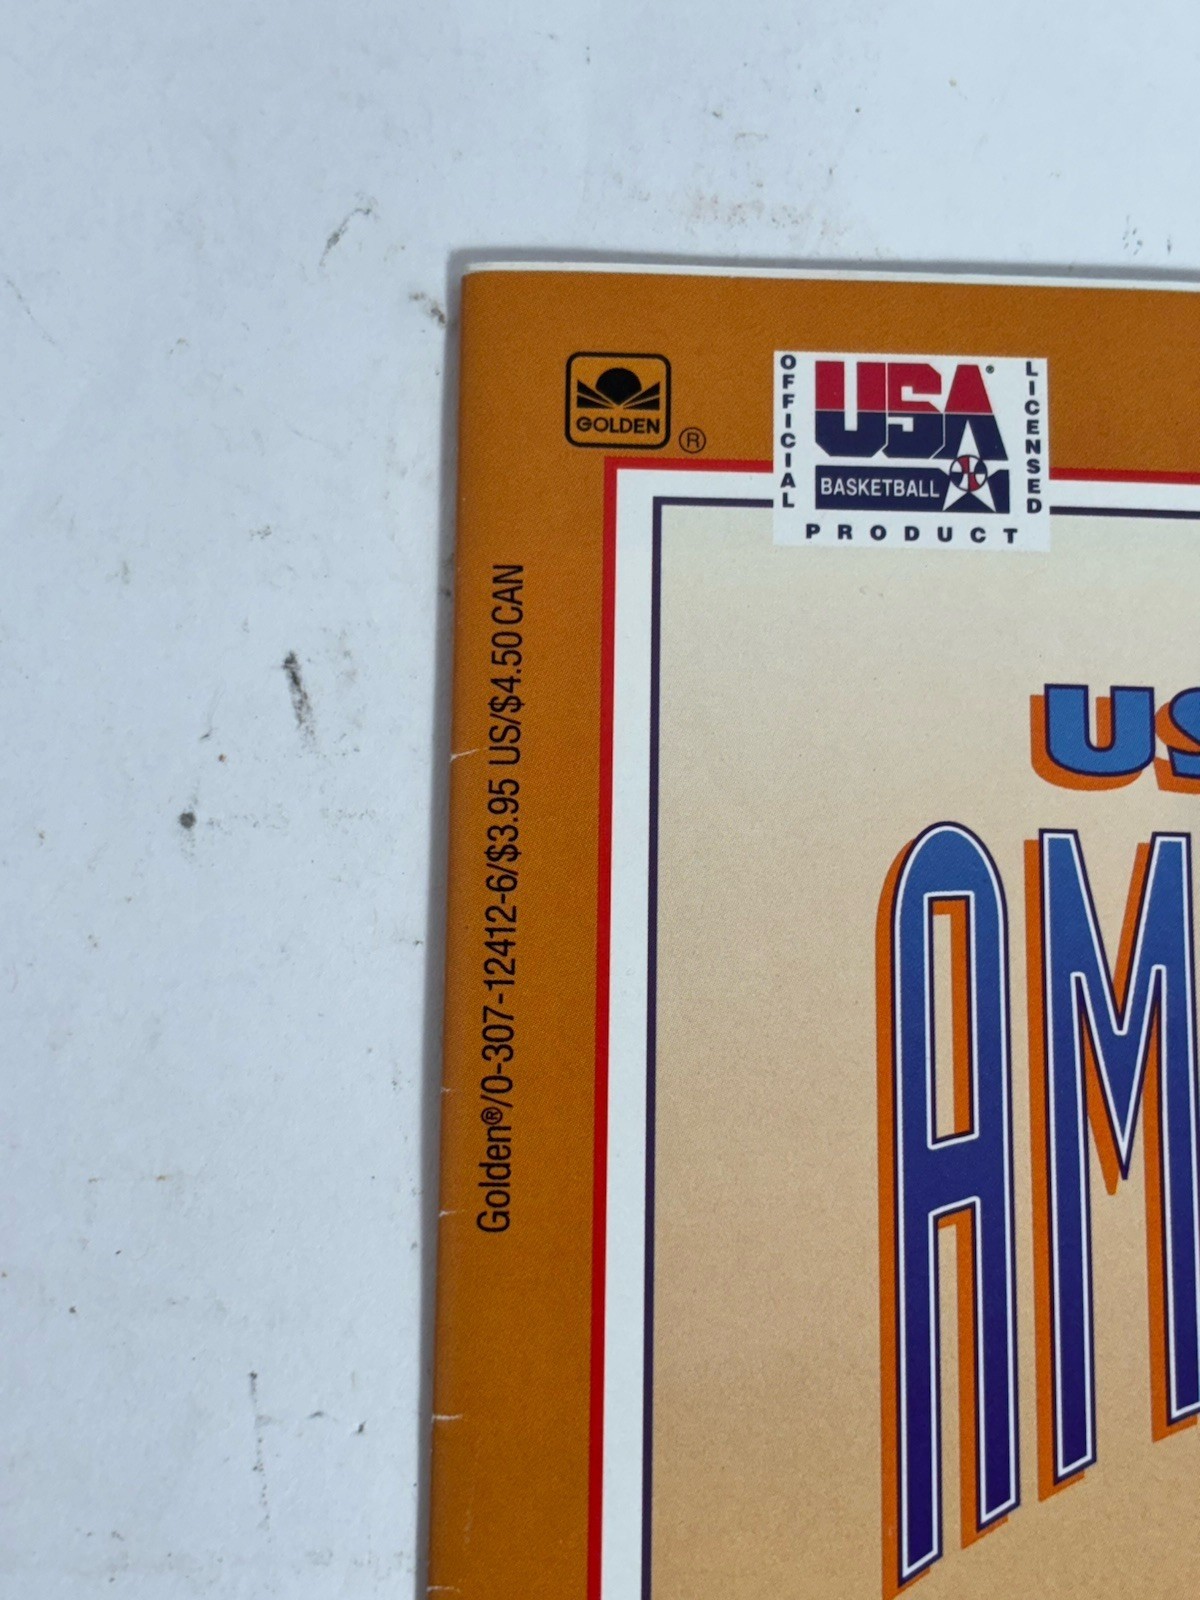 GOLDEN
®
OFFICIAL
USA®
BASKETBALL
LICENSED
PRODUCT
Golden®/0-307-12412-6/$3.95 US/$4.50 CAN
US
AM